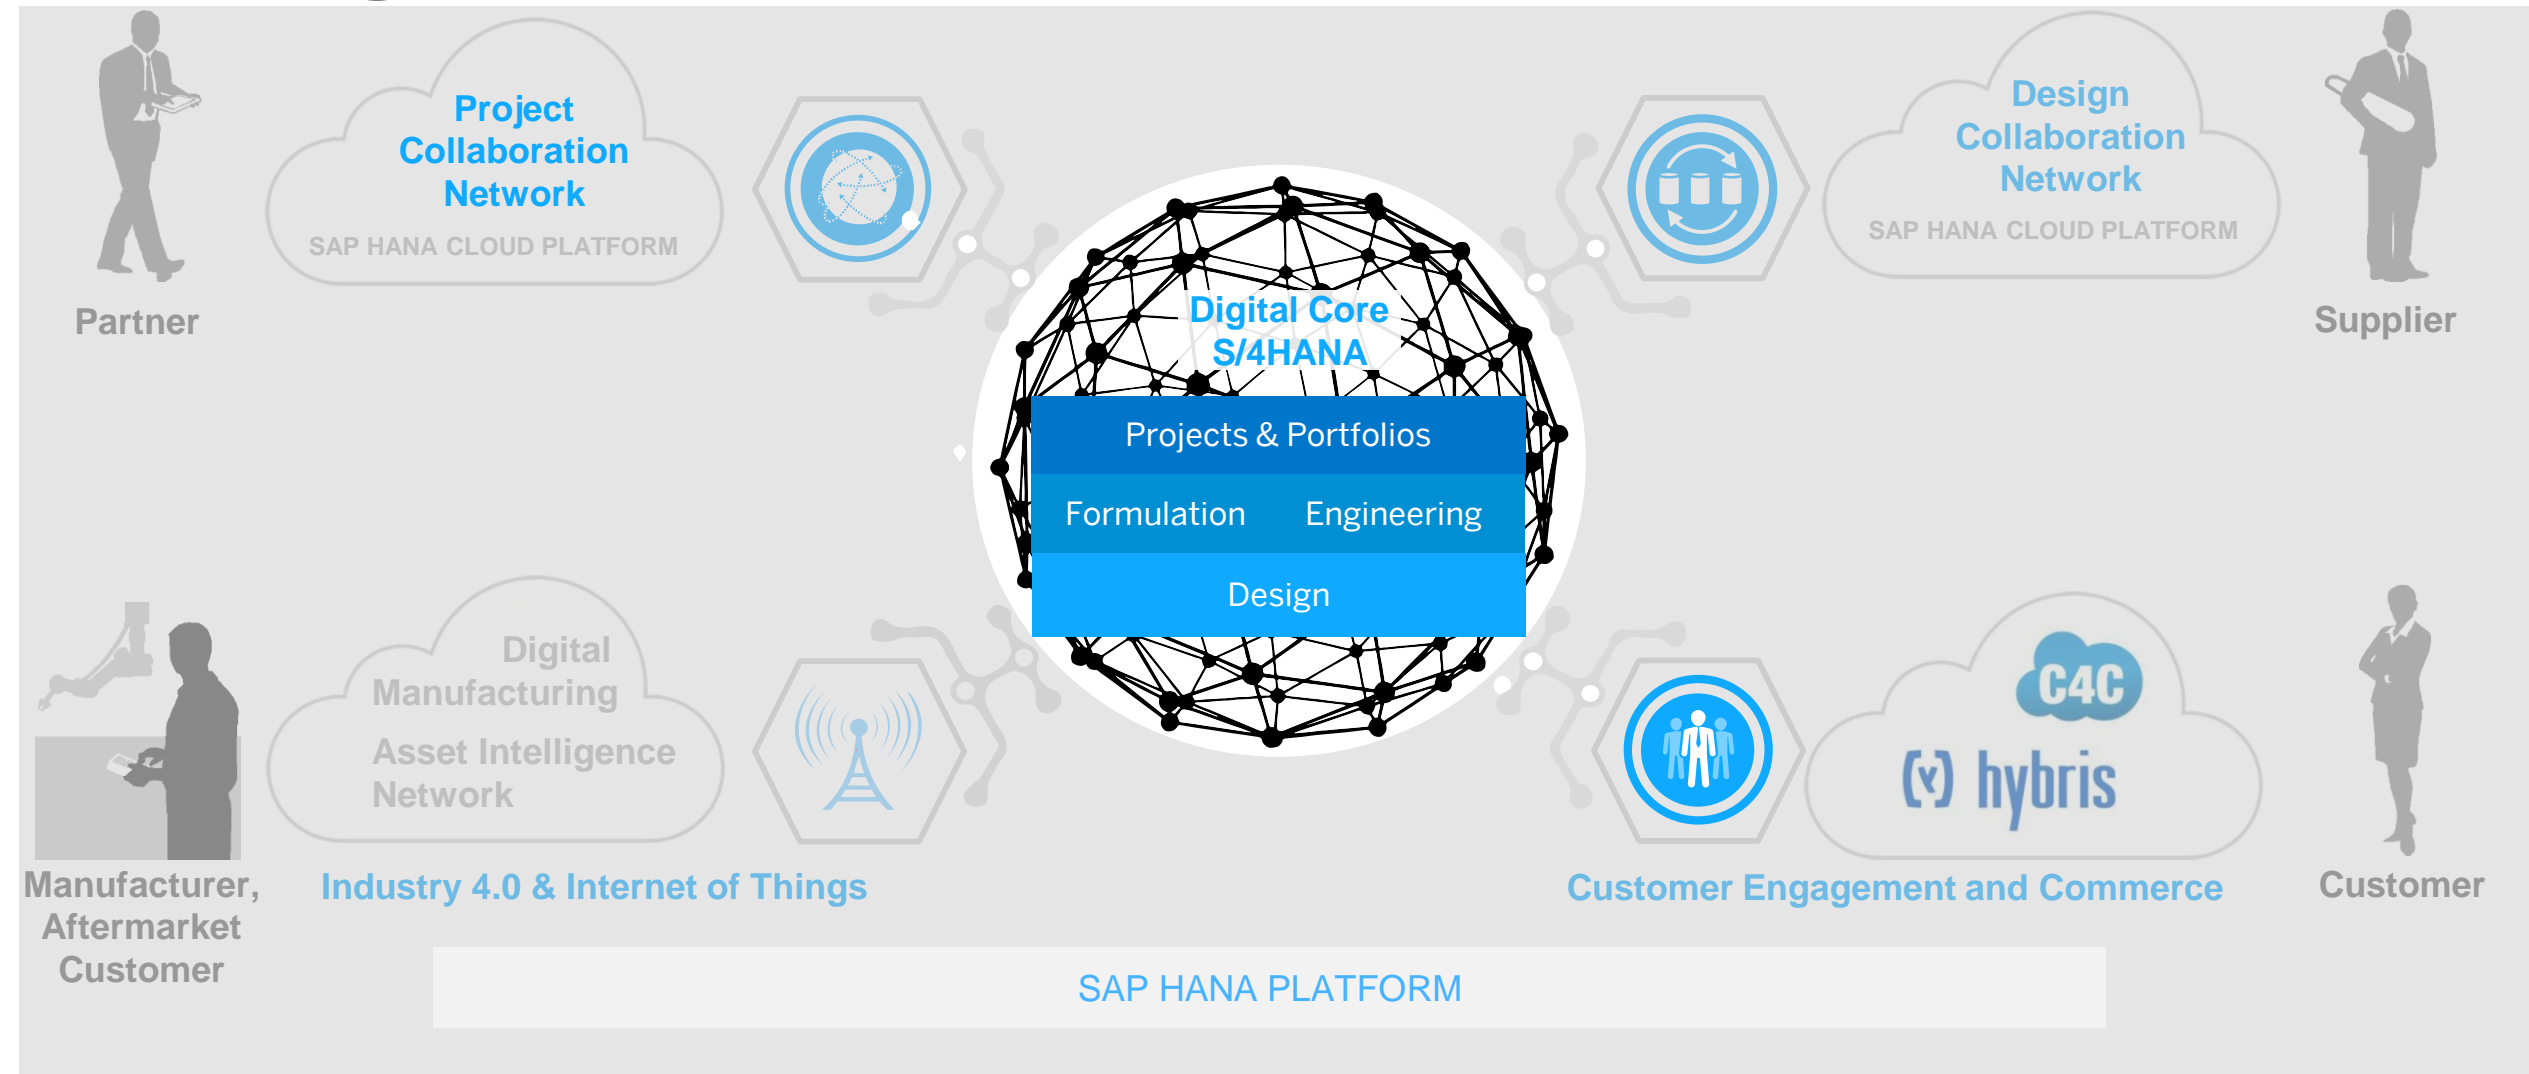 Project
Collaboration
Network
SAP HANA CLOUD PLATFORM
Partner
Design
Collaboration
Network
SAP HANA CLOUD PLATFORM
Supplier
Digital Core
S/4HANA
Projects & Portfolios
Formulation Engineering
Design
Digital
Manufacturing
Asset Intelligence
Network
Industry 4.0 & Internet of Things
Manufacturer,
Aftermarket
Customer
C4C
(y) hybris
Customer Engagement and Commerce
Customer
SAP HANA PLATFORM